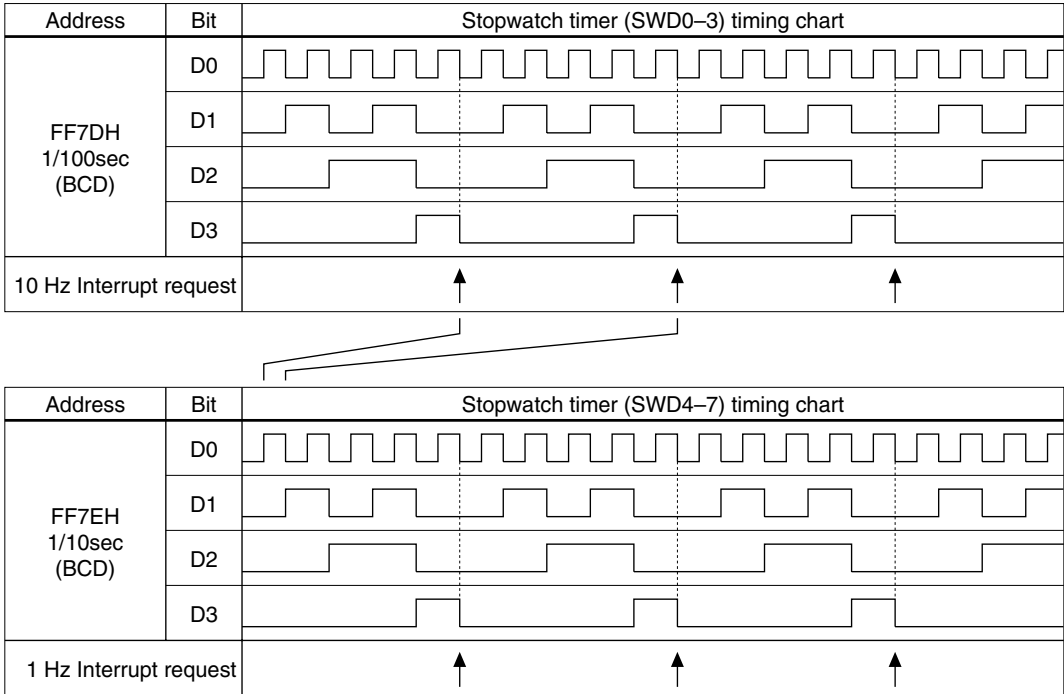 Address Bit Stopwatch timer (SWD0–3) timing chart
FF7DH
1/100sec
(BCD)
D0
D1
D2
D3
10 Hz Interrupt request
Address Bit Stopwatch timer (SWD4–7) timing chart
FF7EH
1/10sec
(BCD)
D0
D1
D2
D3
1 Hz Interrupt request